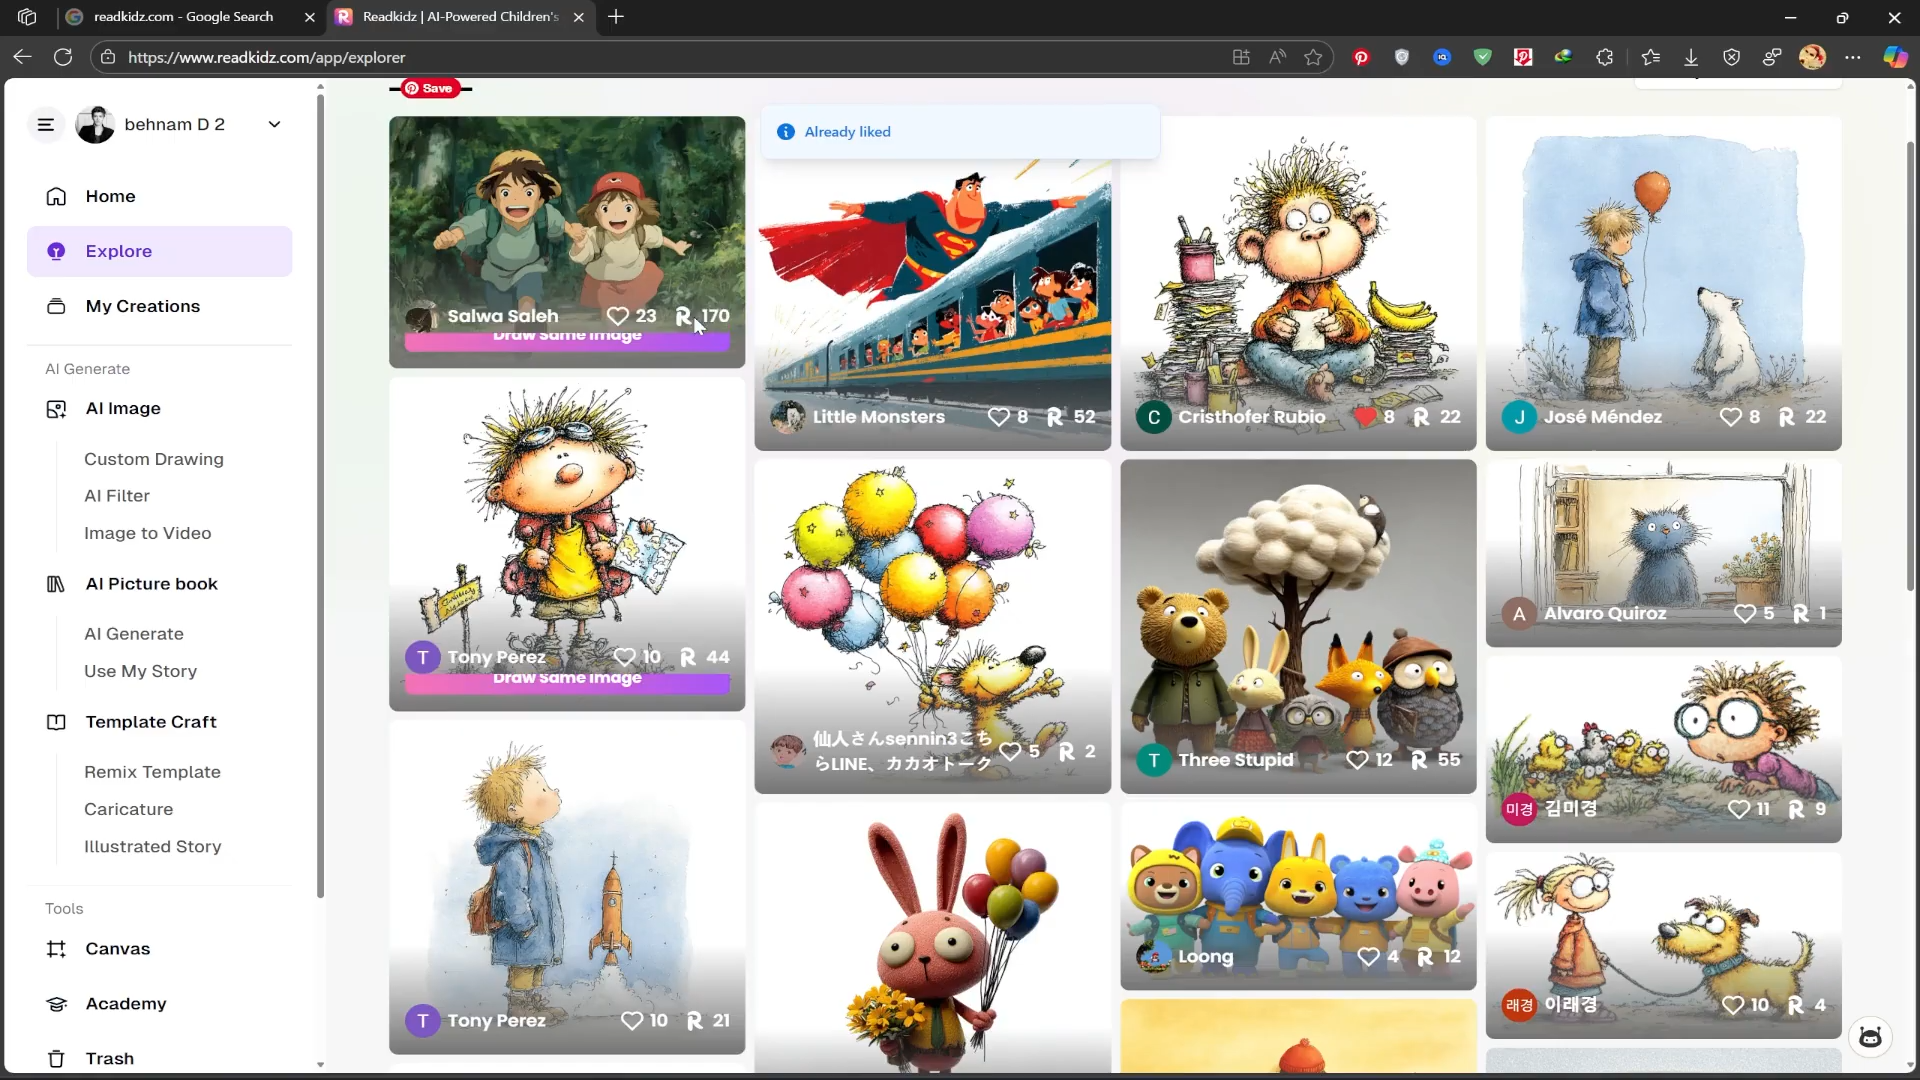 readkidz.com - Google Search
Readkidz | AI-Powered Children's
https://www.readkidz.com/app/explorer
behnam D 2
Home
Explore
My Creations
AI Generate
AI Image
Custom Drawing
AI Filter
Image to Video
AI Picture book
AI Generate
Use My Story
Template Craft
Remix Template
Caricature
Illustrated Story
Tools
Canvas
Academy
Trash
Save
Already liked
Salwa Saleh 23 170
Draw Same Image
Little Monsters 8 52
C Cristhofer Rubio 8 22
J José Méndez 8 22
T Tony Perez 10 44
Draw Same Image
仙人さんsennin3こち
らLINE、カカオトーク 5 2
T Three Stupid 12 55
A Alvaro Quiroz 5 1
미경 김미경 11 9
T Tony Perez 10 21
Loong 4 12
래경 이래경 10 4